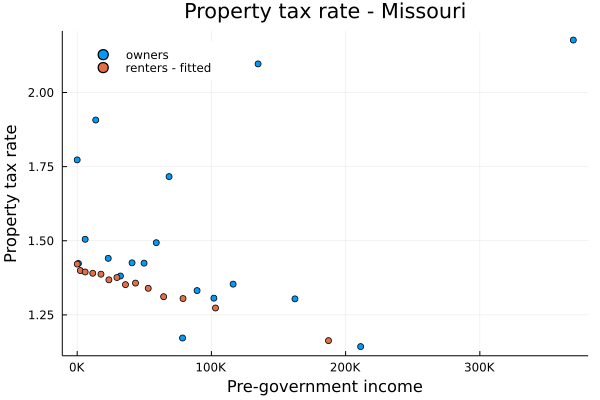 Property tax rate - Missouri
owners
renters - fitted
Property tax rate
2.00
1.75
1.50
1.25
0K 100K 200K 300K
Pre-government income